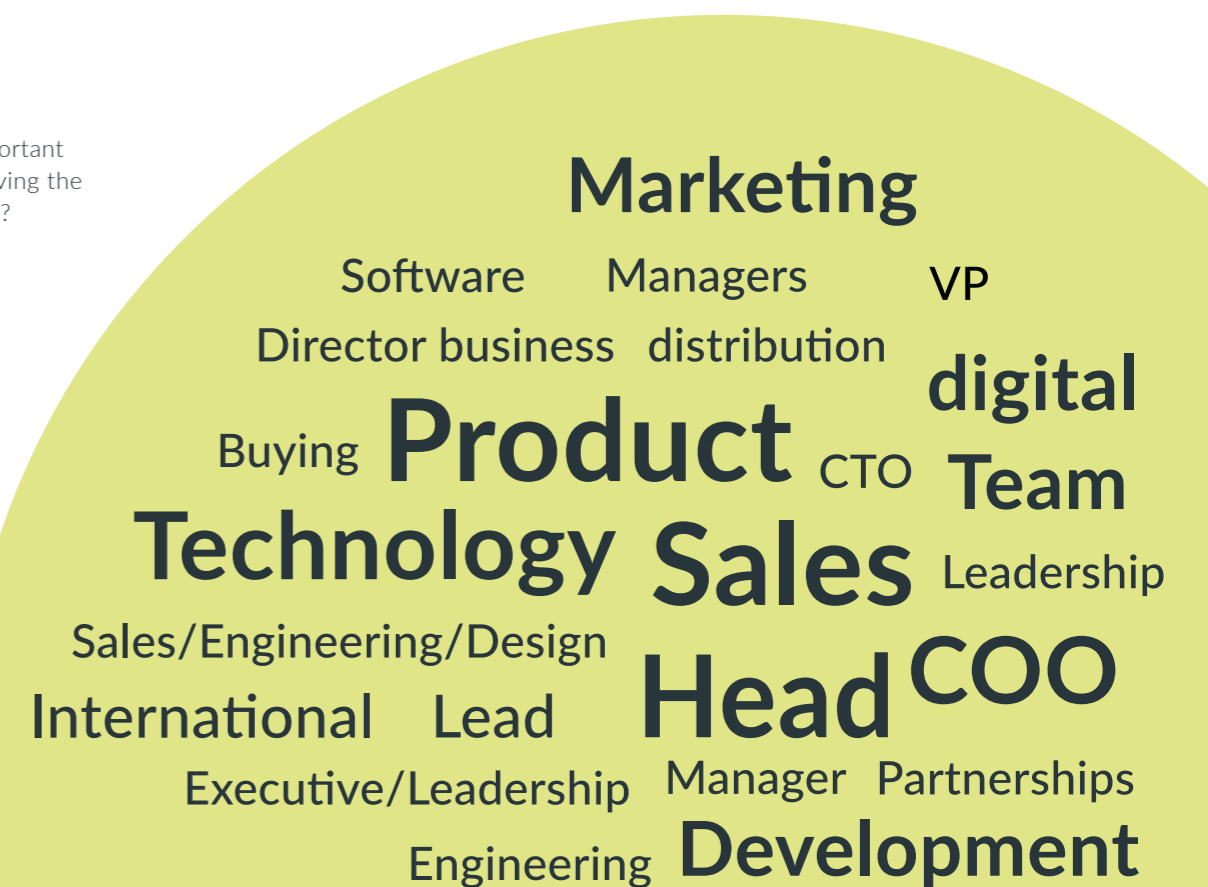 ortant
ving the
?
Marketing
Software Managers VP
Director business distribution
digital
Buying Product CTO Team
Technology Sales Leadership
Sales/Engineering/Design
Head COO
International Lead
Executive/Leadership Manager Partnerships
Engineering Development